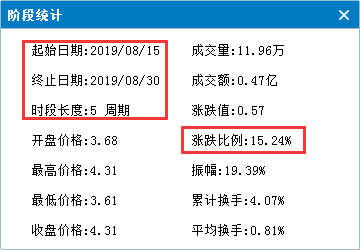 阶段统计
起始日期:2019/08/15 成交量:11.96万
终止日期:2019/08/30 成交额:0.47亿
时段长度:5 周期 涨跌值:0.57
开盘价格:3.68 涨跌比例:15.24%
最高价格:4.31 振幅:19.39%
最低价格:3.61 累计换手:4.07%
收盘价格:4.31 平均换手:0.81%